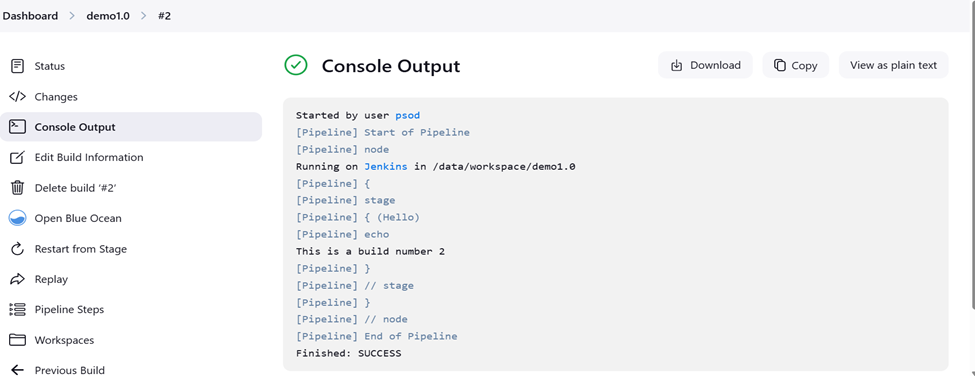 Dashboard > demo1.0 > #2
Status
Changes
Console Output
Edit Build Information
Delete build ‘#2’
Open Blue Ocean
Restart from Stage
Replay
Pipeline Steps
Workspaces
Previous Build
Console Output
Download
Copy
View as plain text
Started by user psod
[Pipeline] Start of Pipeline
[Pipeline] node
Running on Jenkins in /data/workspace/demo1.0
[Pipeline] {
[Pipeline] stage
[Pipeline] { (Hello)
[Pipeline] echo
This is a build number 2
[Pipeline] }
[Pipeline] // stage
[Pipeline] }
[Pipeline] // node
[Pipeline] End of Pipeline
Finished: SUCCESS